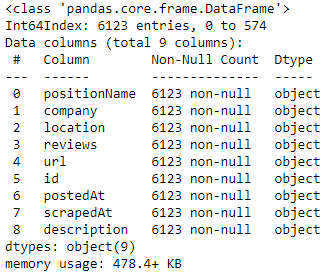 <class 'pandas.core.frame.DataFrame'>
Int64Index: 6123 entries, 0 to 574
Data columns (total 9 columns):
 #   Column        Non-Null Count  Dtype
---  ------        --------------  -----
 0   positionName  6123 non-null   object
 1   company       6123 non-null   object
 2   location      6123 non-null   object
 3   reviews       6123 non-null   object
 4   url           6123 non-null   object
 5   id            6123 non-null   object
 6   postedAt      6123 non-null   object
 7   scrapedAt     6123 non-null   object
 8   description   6123 non-null   object
dtypes: object(9)
memory usage: 478.4+ KB